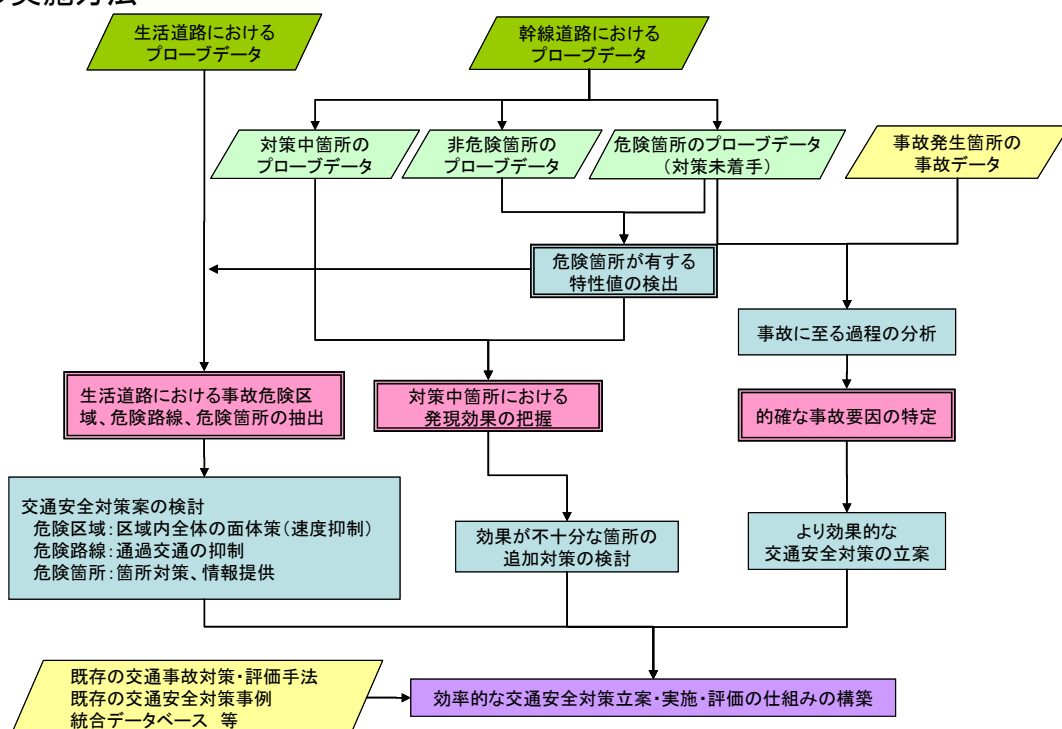 の実施方法
生活道路における
プローブデータ
幹線道路における
プローブデータ
対策中箇所の
プローブデータ
非危険箇所の
プローブデータ
危険箇所のプローブデータ
（対策未着手）
事故発生箇所の
事故データ
危険箇所が有する
特性値の検出
事故に至る過程の分析
生活道路における事故危険区
域、危険路線、危険箇所の抽出
対策中箇所における
発現効果の把握
的確な事故要因の特定
交通安全対策案の検討
危険区域：区域内全体の面体策（速度抑制）
危険路線：通過交通の抑制
危険箇所：箇所対策、情報提供
効果が不十分な箇所の
追加対策の検討
より効果的な
交通安全対策の立案
既存の交通事故対策・評価手法
既存の交通安全対策事例
統合データベース 等
効率的な交通安全対策立案・実施・評価の仕組みの構築